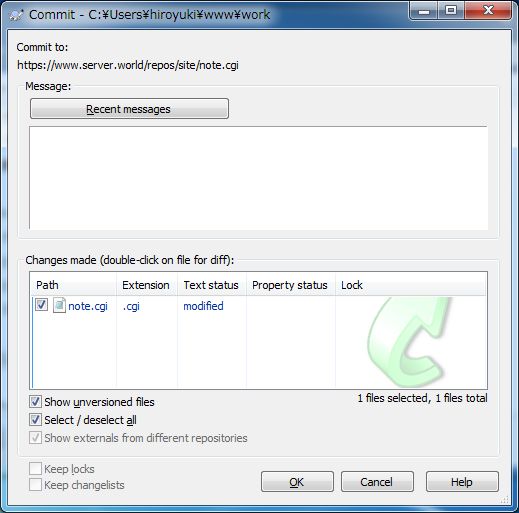 Commit - C:¥Users¥hiroyuki¥www¥work
Commit to:
https://www.server.world/repos/site/note.cgi
Message:
Recent messages
Changes made (double-click on file for diff):
Path Extension Text status Property status Lock
note.cgi .cgi modified
1 files selected, 1 files total
Show unversioned files
Select / deselect all
Show externals from different repositories
Keep locks
Keep changelists
OK Cancel Help